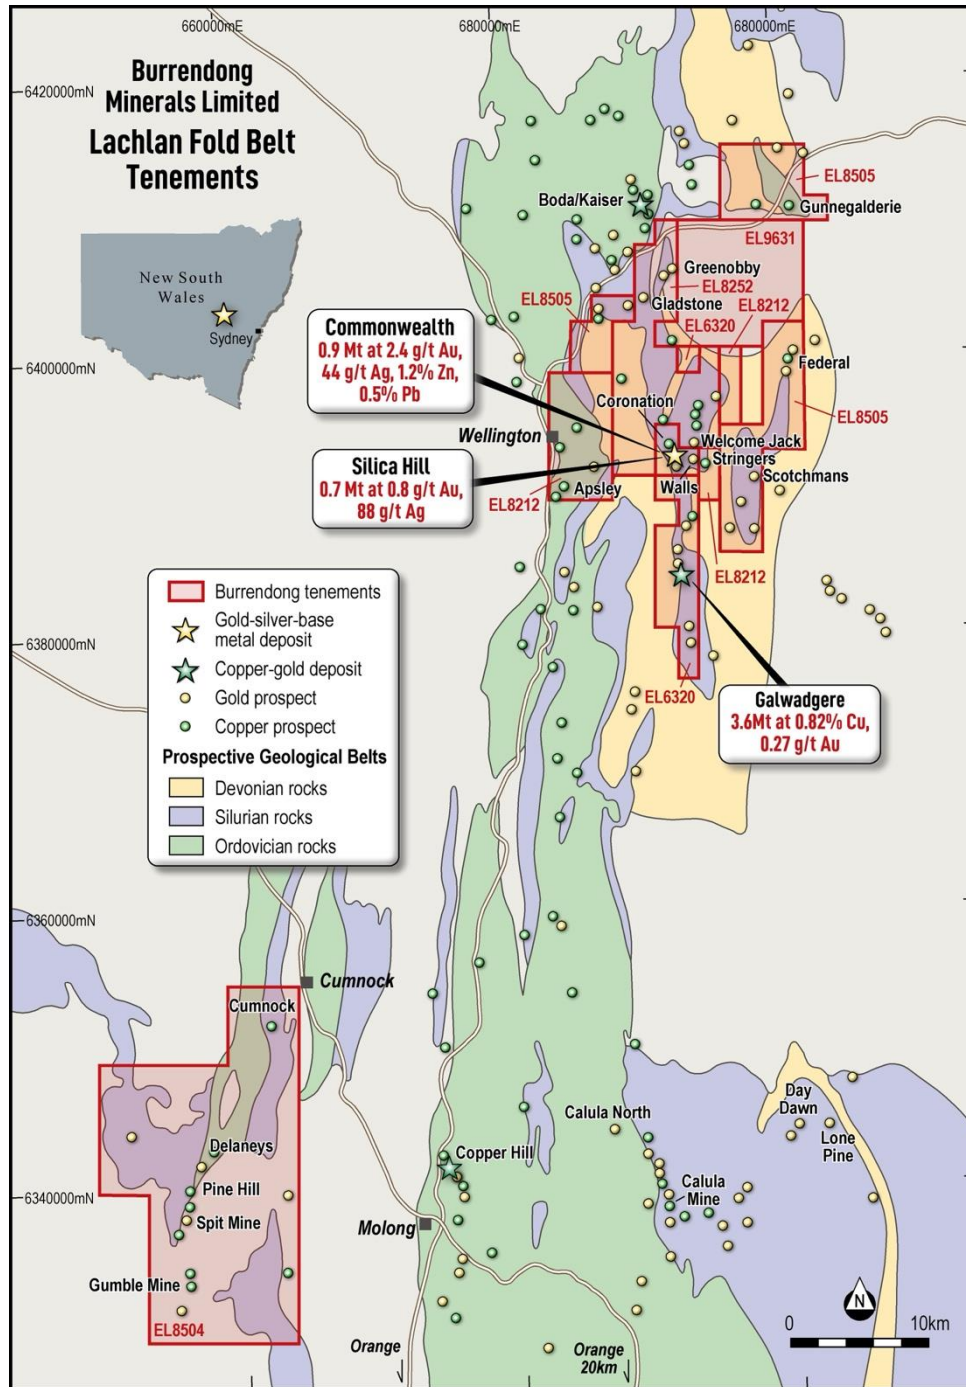 660000mE
680000mE
680000mE
6420000mN
6400000mN
6380000mN
6360000mN
6340000mN
Burrendong
Minerals Limited
Lachlan Fold Belt
Tenements
New South
Wales
Sydney
Boda/Kaiser
EL8505
Gunnegalderie
EL9631
Greenobby
EL8252
EL8505
Gladstone
EL8212
EL6320
Commonwealth
0.9 Mt at 2.4 g/t Au,
44 g/t Ag, 1.2% Zn,
0.5% Pb
Federal
Coronation
EL8505
Wellington
Welcome Jack
Stringers
Silica Hill
0.7 Mt at 0.8 g/t Au,
88 g/t Ag
Walls
Scotchmans
EL8212
Apsley
EL8212
EL6320
Galwadgere
3.6Mt at 0.82% Cu,
0.27 g/t Au
Burrendong tenements
Gold-silver-base
metal deposit
Copper-gold deposit
Gold prospect
Copper prospect
Prospective Geological Belts
Devonian rocks
Silurian rocks
Ordovician rocks
Cumnock
Cumnock
Delaneys
Pine Hill
Spit Mine
Gumble Mine
EL8504
Calula North
Day
Dawn
Lone
Pine
Copper Hill
Calula
Mine
Molong
Orange
Orange
20km
N
0
10km